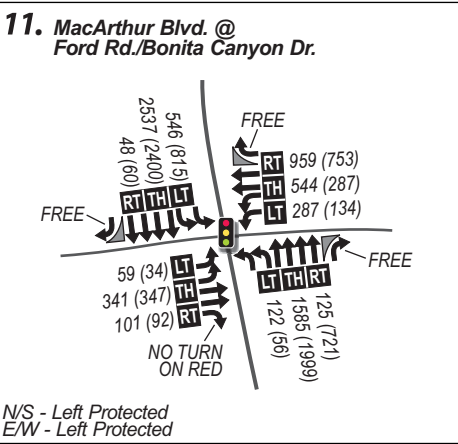 11. MacArthur Blvd. @
Ford Rd./Bonita Canyon Dr.
FREE
RT 959 (753)
TH 544 (287)
LT 287 (134)
546 (815)
2537 (2400)
48 (60)
RT TH LT
FREE
FREE
59 (34) LT
341 (347) TH
101 (92) RT
NO TURN
ON RED
LT TH RT
122 (56)
1585 (1999)
125 (721)
N/S - Left Protected
E/W - Left Protected